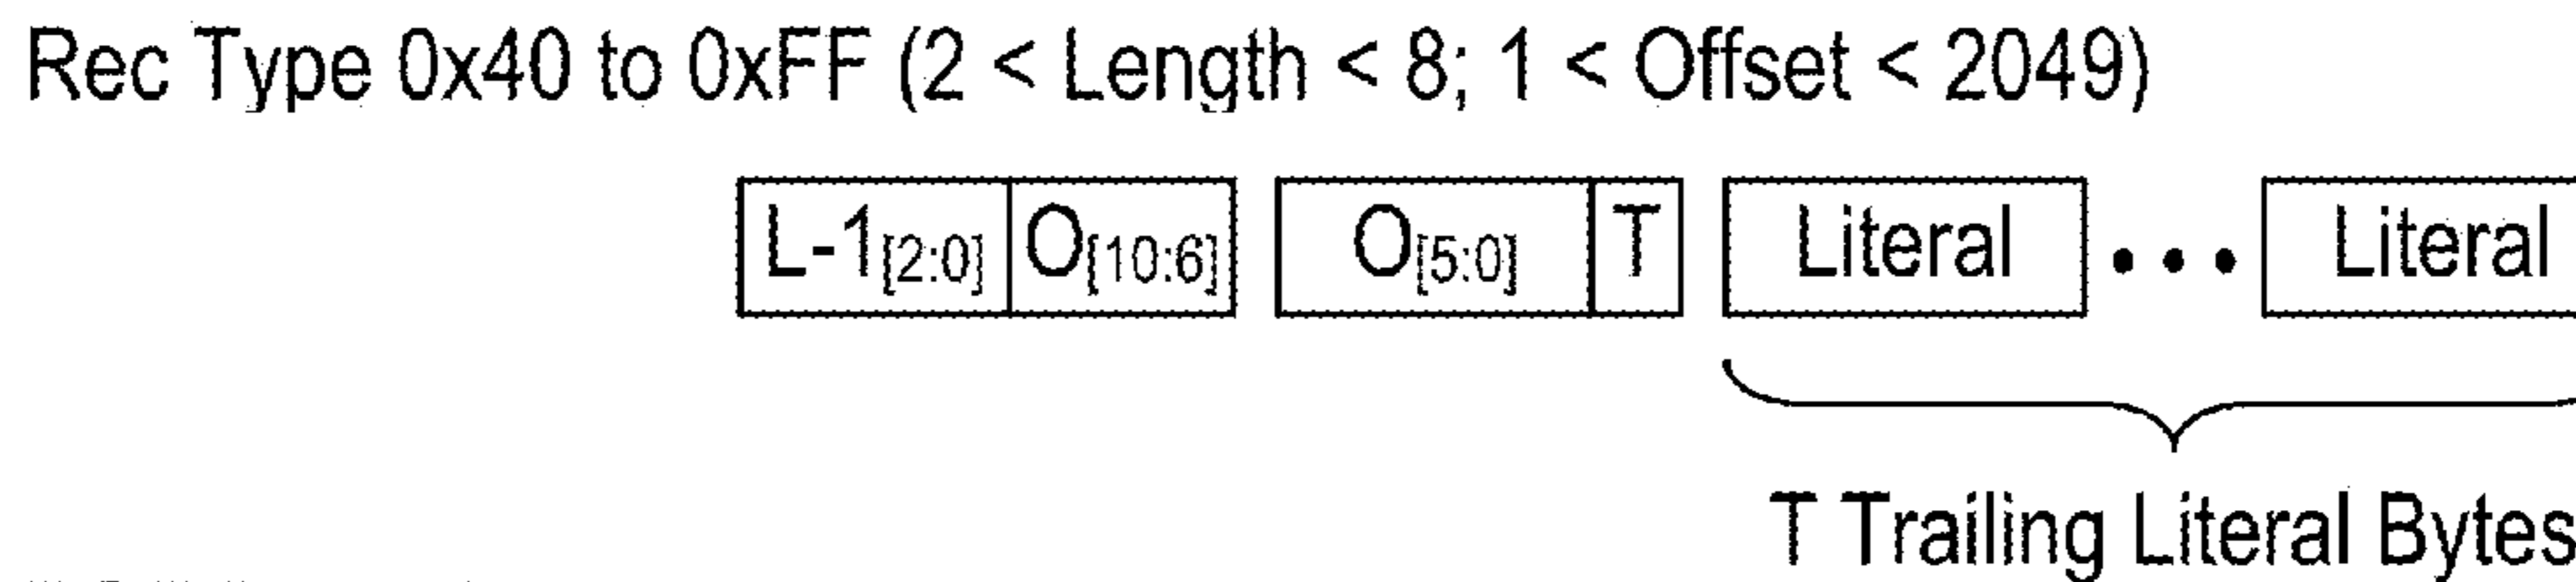 Rec Type 0x40 to 0xFF (2 < Length < 8; 1 < Offset < 2049)
L-1[2:0] O[10:6] O[5:0] T Literal • • • Literal
T Trailing Literal Bytes